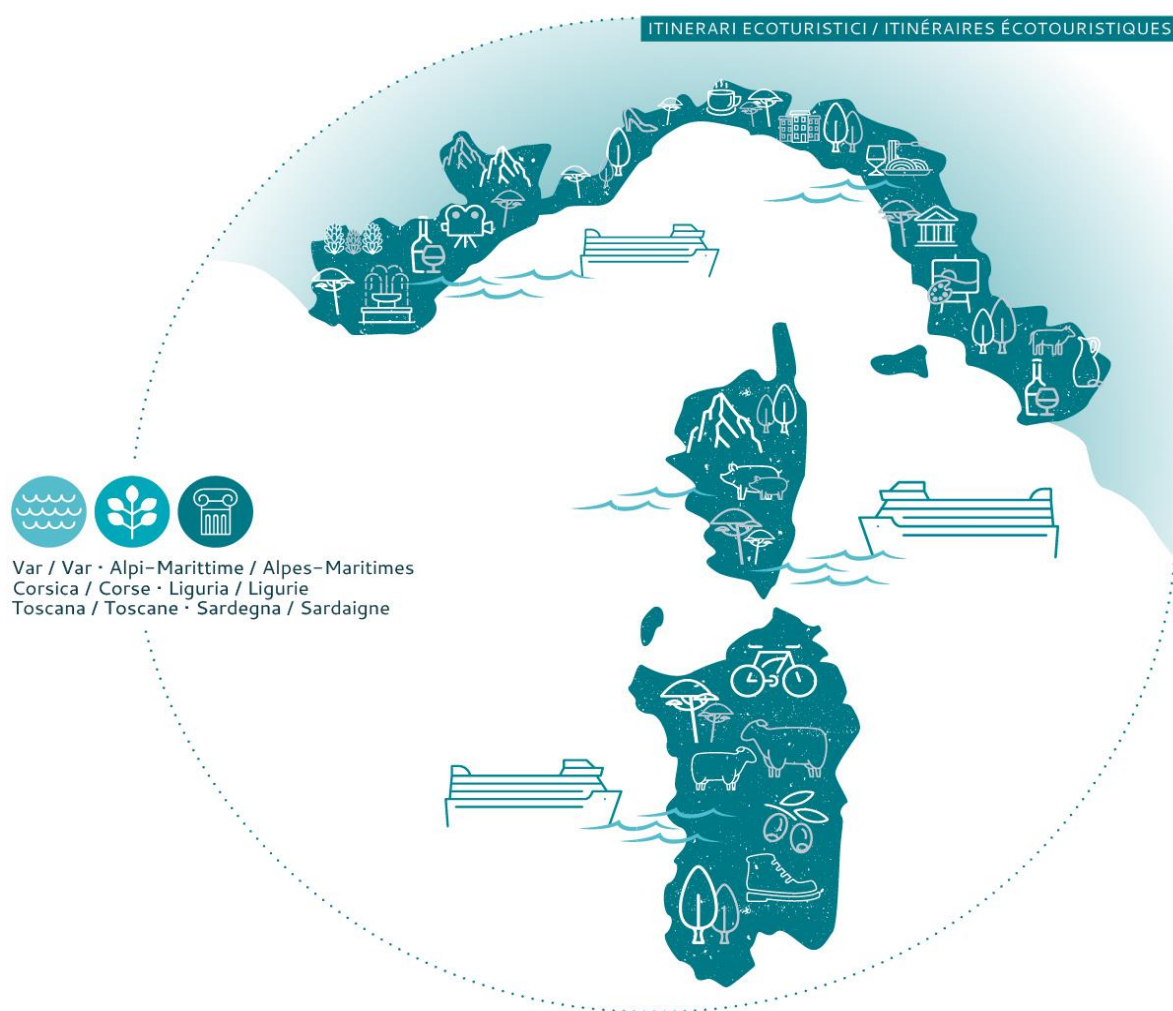 ITINERARI ECOTURISTICI / ITINÉRAIRES ÉCOTOURISTIQUES
Var / Var · Alpi-Marittime / Alpes-Maritimes
Corsica / Corse · Liguria / Ligurie
Toscana / Toscane · Sardegna / Sardaigne